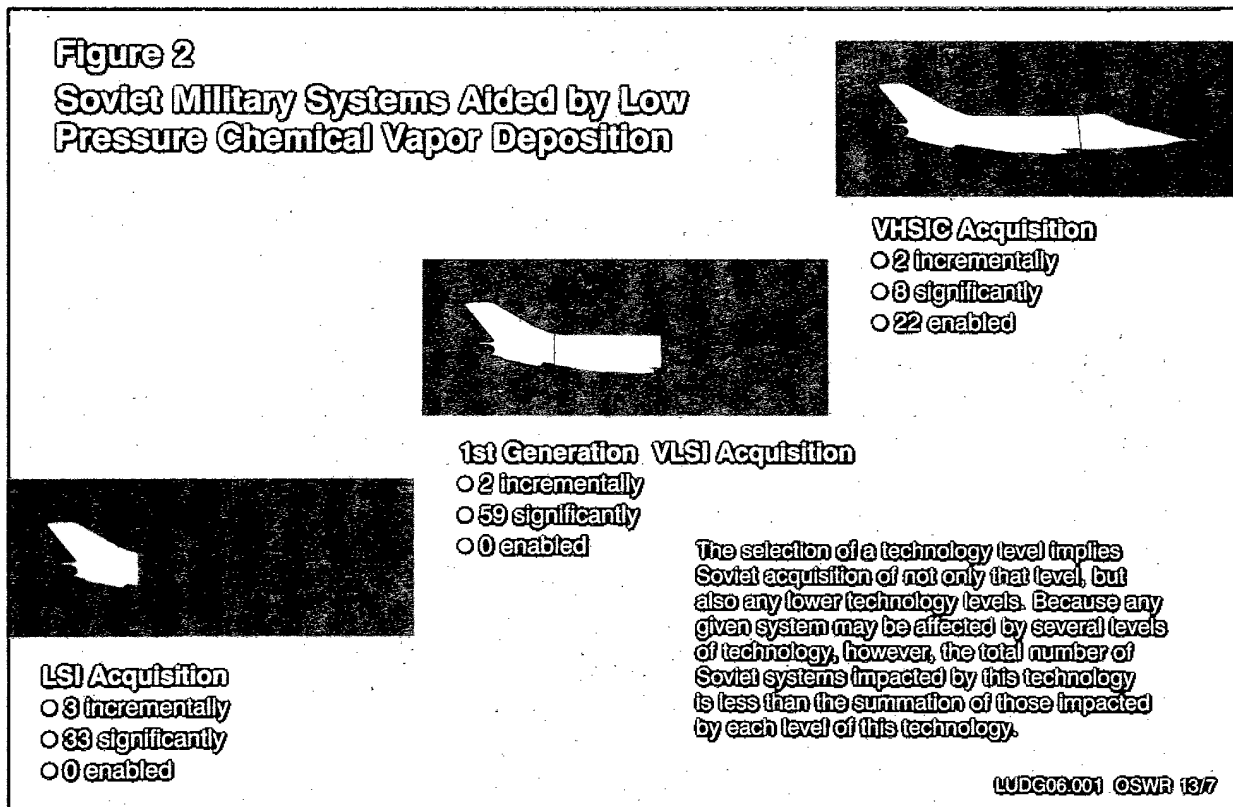 Figure 2
Soviet Military Systems Aided by Low
Pressure Chemical Vapor Deposition
VHSIC Acquisition
O 2 incrementally
O 8 significantly
O 22 enabled
1st Generation VLSI Acquisition
O 2 incrementally
O 59 significantly
O 0 enabled
LSI Acquisition
O 3 incrementally
O 33 significantly
O 0 enabled
The selection of a technology level implies
Soviet acquisition of not only that level, but
also any lower technology levels. Because any
given system may be affected by several levels
of technology, however, the total number of
Soviet systems impacted by this technology
is less than the summation of those impacted
by each level of this technology.
LUDG06.001 OSWR 13/7